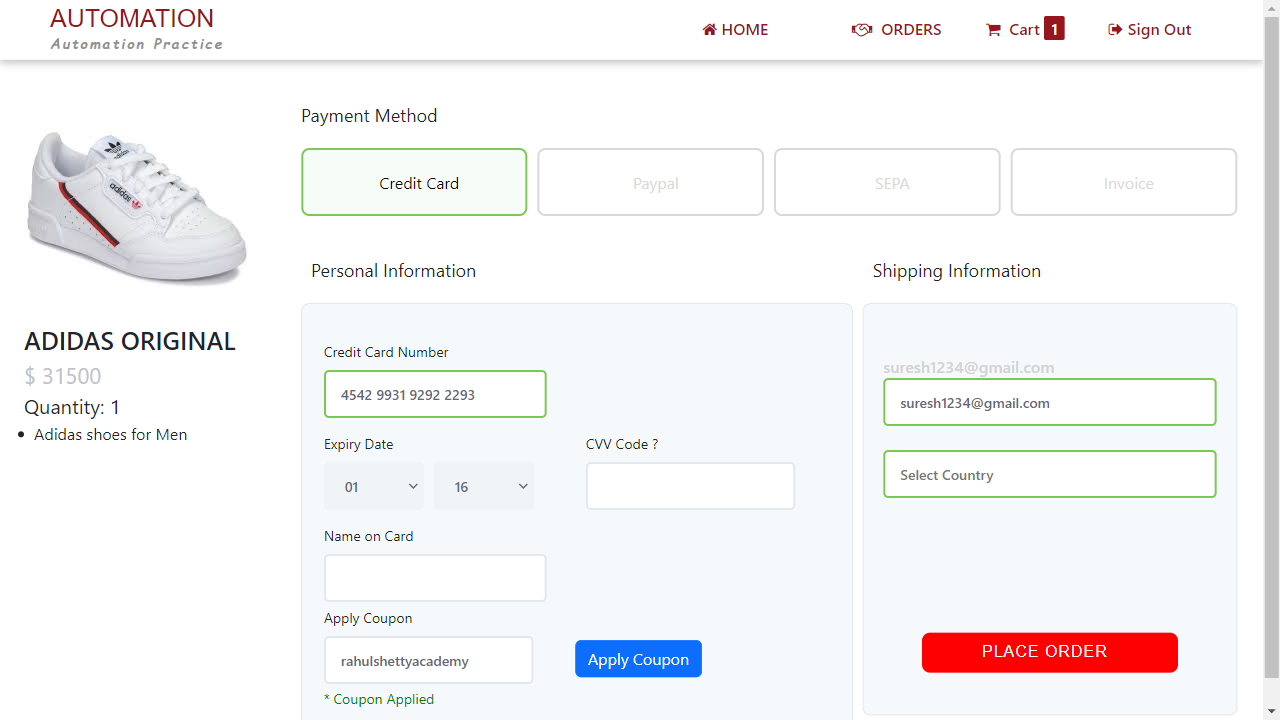 AUTOMATION
Automation Practice
HOME
ORDERS
Cart 1
Sign Out
Payment Method
Credit Card
Paypal
SEPA
Invoice
adidas
adidas
ADIDAS ORIGINAL
$ 31500
Quantity: 1
Adidas shoes for Men
Personal Information
Credit Card Number
4542 9931 9292 2293
Expiry Date
CVV Code ?
01
16
Name on Card
Apply Coupon
rahulshettyacademy
Apply Coupon
* Coupon Applied
Shipping Information
suresh1234@gmail.com
suresh1234@gmail.com
Select Country
PLACE ORDER